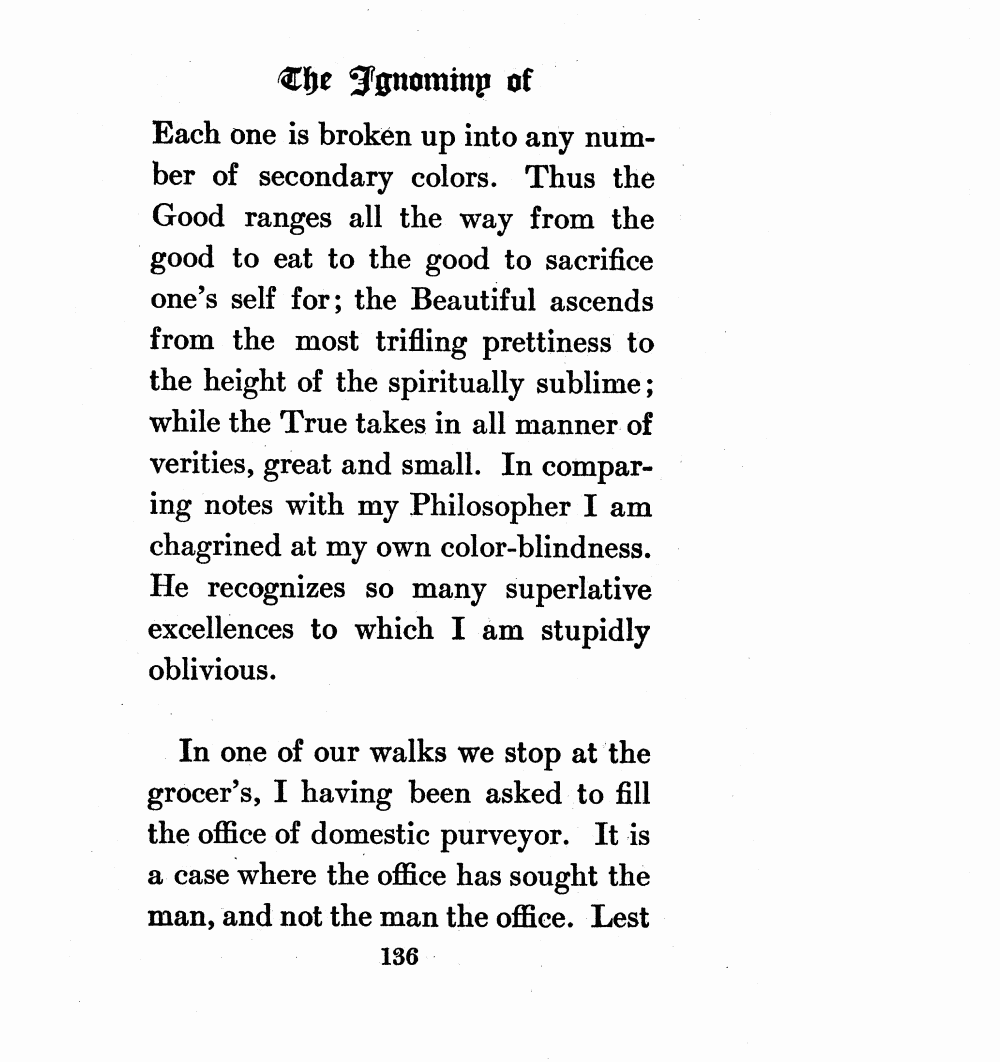 The Ignominy of
Each one is broken up into any num-
ber of secondary colors. Thus the
Good ranges all the way from the
good to eat to the good to sacrifice
one's self for; the Beautiful ascends
from the most trifling prettiness to
the height of the spiritually sublime;
while the True takes in all manner of
verities, great and small. In compar-
ing notes with my Philosopher I am
chagrined at my own color-blindness.
He recognizes so many superlative
excellences to which I am stupidly
oblivious.
In one of our walks we stop at the
grocer's, I having been asked to fill
the office of domestic purveyor. It is
a case where the office has sought the
man, and not the man the office. Lest
136